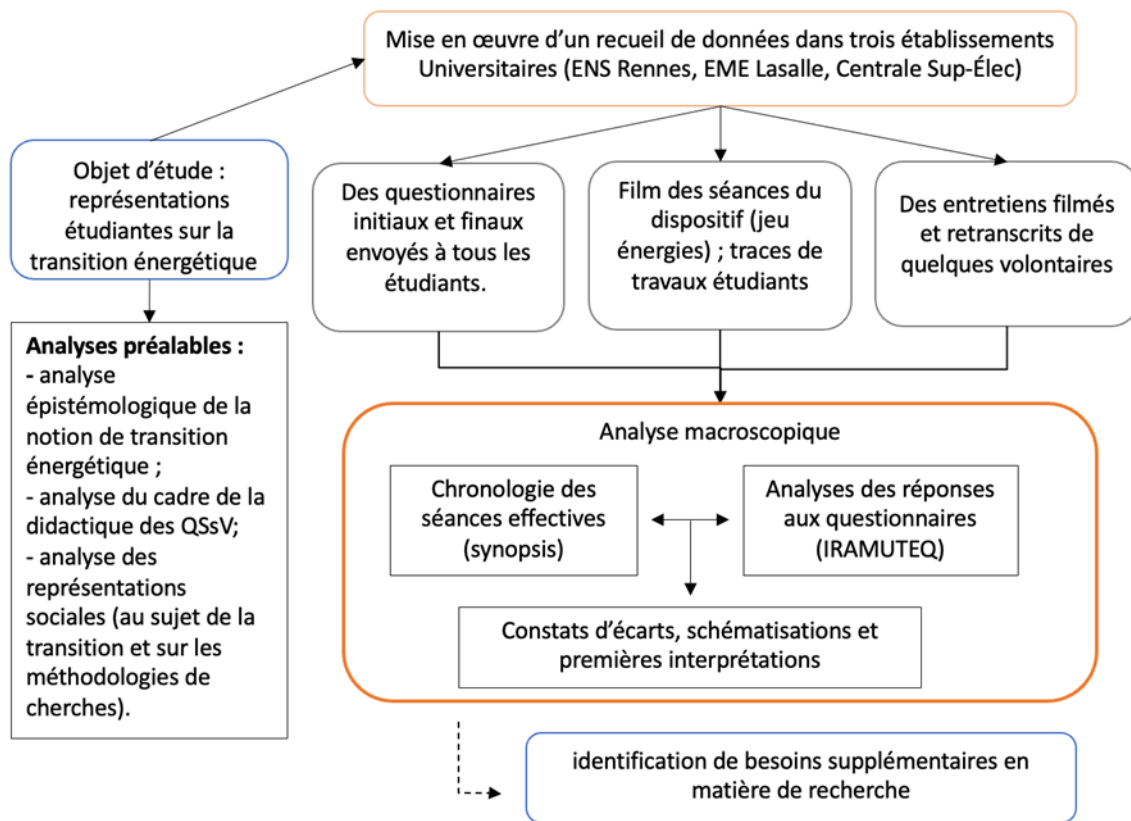 Mise en œuvre d'un recueil de données dans trois établissements
Universitaires (ENS Rennes, EME Lasalle, Centrale Sup-Élec)
Objet d'étude :
représentations
étudiantes sur la
transition énergétique
Des questionnaires
initiaux et finaux
envoyés à tous les
étudiants.
Film des séances du
dispositif (jeu
énergies) ; traces de
travaux étudiants
Des entretiens filmés
et retranscrits de
quelques volontaires
Analyses préalables :
- analyse
épistémologique de la
notion de transition
énergétique ;
- analyse du cadre de la
didactique des QSsV;
- analyse des
représentations
sociales (au sujet de la
transition et sur les
méthodologies de
cherches).
Analyse macroscopique
Chronologie des
séances effectives
(synopsis)
Analyses des réponses
aux questionnaires
(IRAMUTEQ)
Constats d'écarts, schématisations et
premières interprétations
identification de besoins supplémentaires en
matière de recherche